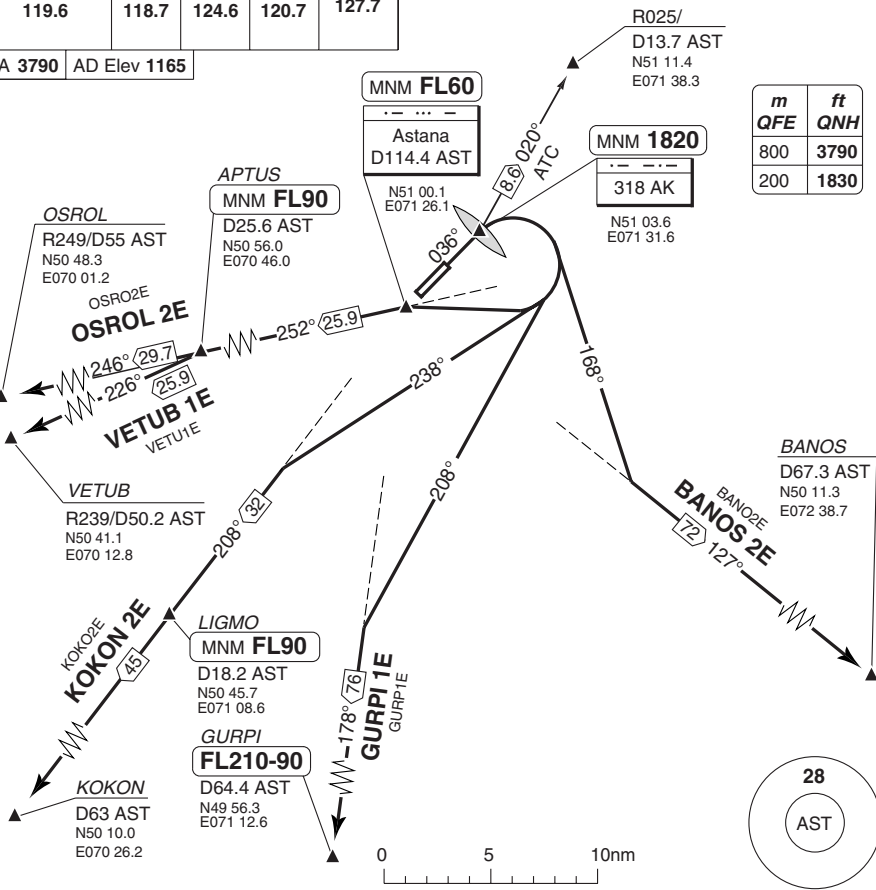 119.6 118.7 124.6 120.7 127.7
A 3790 AD Elev 1165
R025/
D13.7 AST
N51 11.4
E071 38.3
MNM FL60
Astana
D114.4 AST
N51 00.1
E071 26.1
8.6 020°
ATC
MNM 1820
318 AK
N51 03.6
E071 31.6
m ft
QFE QNH
800 3790
200 1830
APTUS
MNM FL90
D25.6 AST
N50 56.0
E070 46.0
OSROL
R249/D55 AST
N50 48.3
E070 01.2
036°
OSRO2E
OSROL 2E
252° 25.9
246° 29.7
226° 25.9
VETUB 1E
VETU1E
238°
168°
208°
VETUB
R239/D50.2 AST
N50 41.1
E070 12.8
BANOS
D67.3 AST
N50 11.3
E072 38.7
BANO2E
BANOS 2E
72 127°
208° 32
KOKO2E
KOKON 2E
45
LIGMO
MNM FL90
D18.2 AST
N50 45.7
E071 08.6
178° 76
GURPI 1E
GURP1E
GURPI
FL210-90
D64.4 AST
N49 56.3
E071 12.6
KOKON
D63 AST
N50 10.0
E070 26.2
28
AST
0 5 10nm